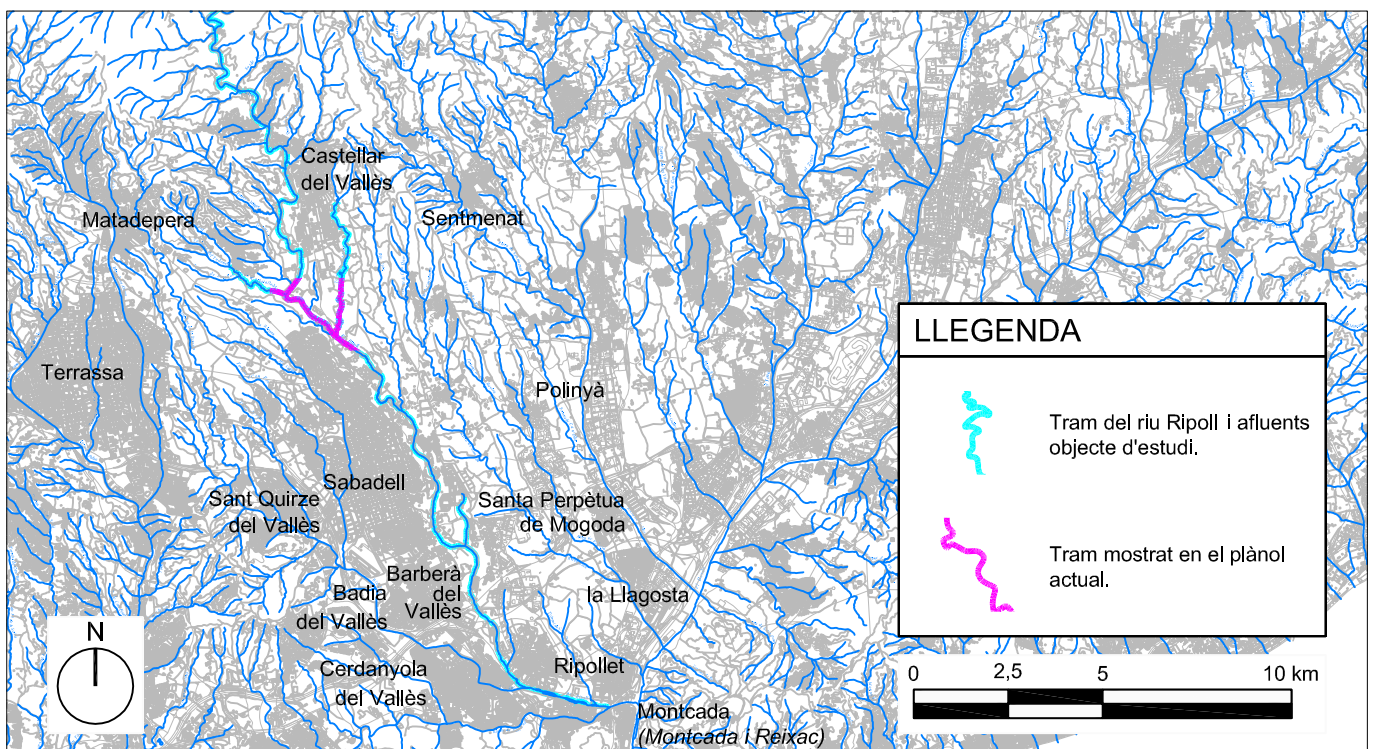 Castellar
del Vallès
Matadepera
Sentmenat
LLEGENDA
Terrassa
Polinyà
Tram del riu Ripoll i afluents
objecte d'estudi.
Sabadell
Sant Quirze
del Vallès
Santa Perpètua
de Mogoda
Tram mostrat en el plànol
actual.
Barberà
del
Vallès
Badia
del Vallès
la Llagosta
N
Cerdanyola
del Vallès
Ripollet
0 2,5 5 10 km
Montcada
(Montcada i Reixac)